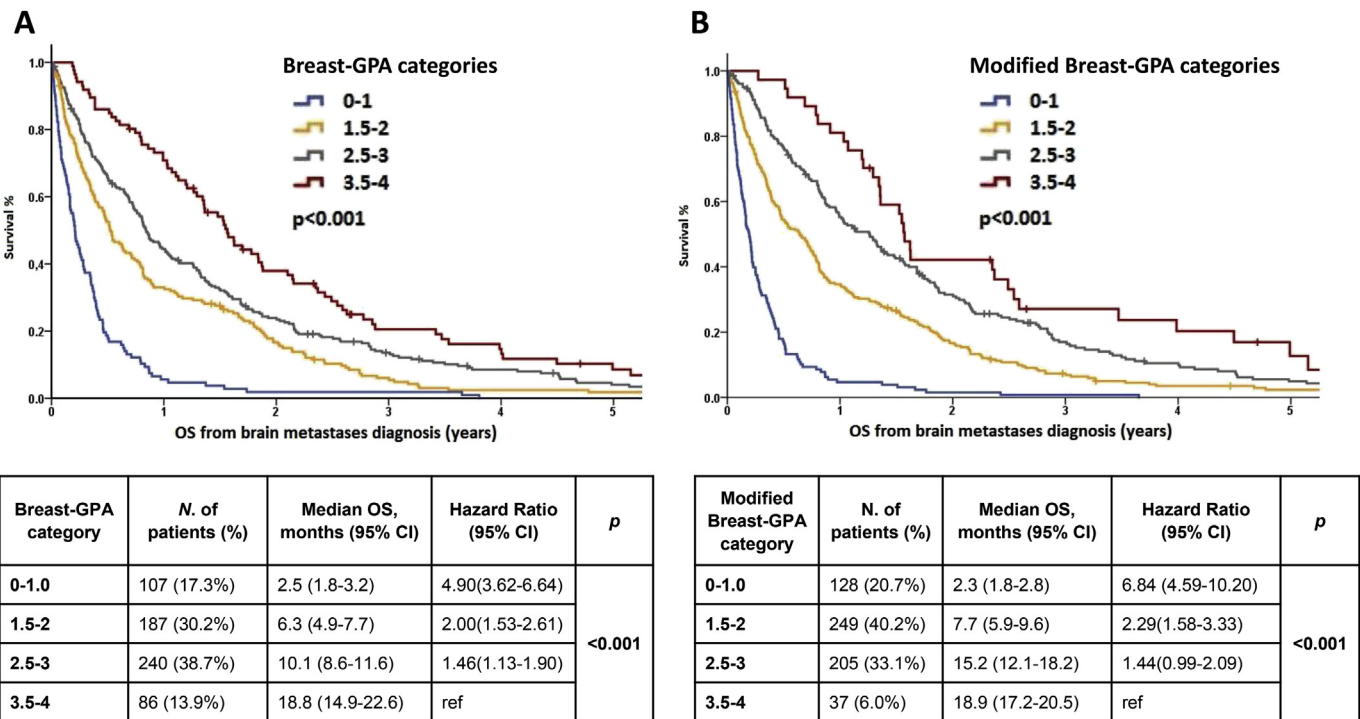 A
Breast-GPA categories
0-1
1.5-2
2.5-3
3.5-4
p<0.001
Survival %
1.0
0.8
0.6
0.4
0.2
0.0
0 1 2 3 4 5
OS from brain metastases diagnosis (years)
B
Modified Breast-GPA categories
0-1
1.5-2
2.5-3
3.5-4
p<0.001
Survival %
1.0
0.8
0.6
0.4
0.2
0.0
0 1 2 3 4 5
OS from brain metastases diagnosis (years)
Breast-GPA category N. of patients (%) Median OS, months (95% CI) Hazard Ratio (95% CI) p
0-1.0 107 (17.3%) 2.5 (1.8-3.2) 4.90(3.62-6.64)
1.5-2 187 (30.2%) 6.3 (4.9-7.7) 2.00(1.53-2.61)
<0.001
2.5-3 240 (38.7%) 10.1 (8.6-11.6) 1.46(1.13-1.90)
3.5-4 86 (13.9%) 18.8 (14.9-22.6) ref
Modified Breast-GPA category N. of patients (%) Median OS, months (95% CI) Hazard Ratio (95% CI) p
0-1.0 128 (20.7%) 2.3 (1.8-2.8) 6.84 (4.59-10.20)
1.5-2 249 (40.2%) 7.7 (5.9-9.6) 2.29(1.58-3.33)
<0.001
2.5-3 205 (33.1%) 15.2 (12.1-18.2) 1.44(0.99-2.09)
3.5-4 37 (6.0%) 18.9 (17.2-20.5) ref